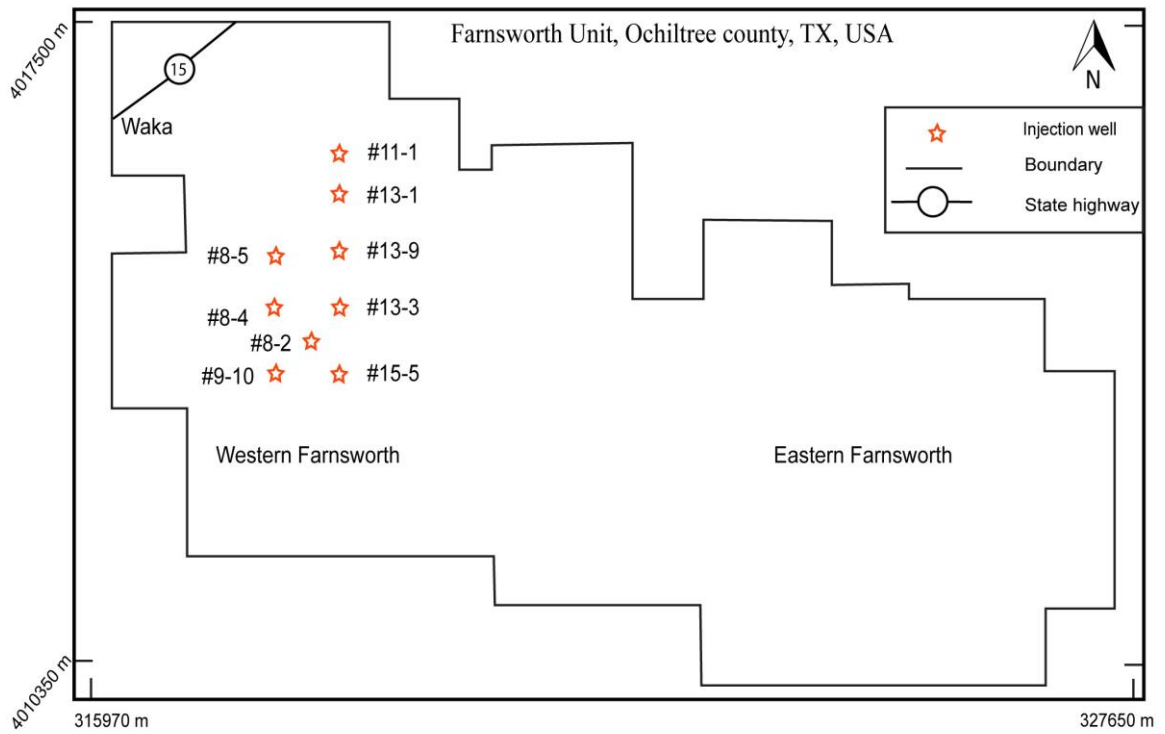 4017500 m
Farnsworth Unit, Ochiltree county, TX, USA
N
15
Waka
Injection well
Boundary
State highway
#11-1
#13-1
#8-5
#13-9
#8-4
#13-3
#8-2
#9-10
#15-5
Western Farnsworth
Eastern Farnsworth
4010350 m
315970 m
327650 m